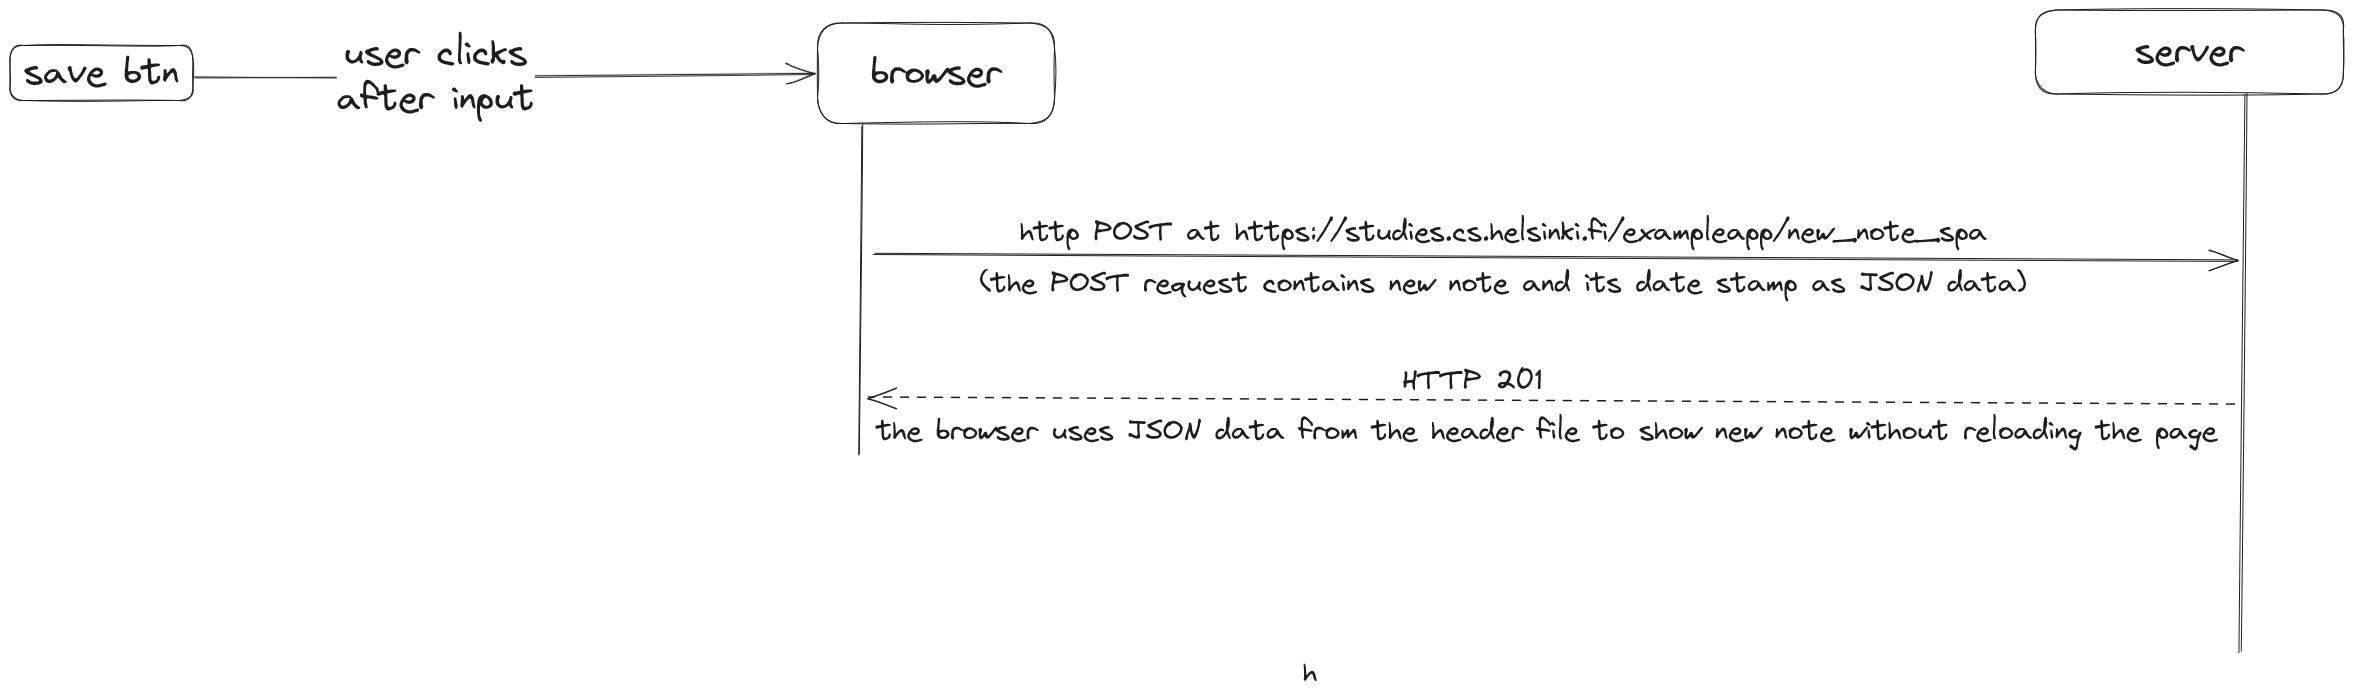 save btn
user clicks
after input
browser
server
http POST at https://studies.cs.helsinki.fi/exampleapp/new_note_spa
(the POST request contains new note and its date stamp as JSON data)
HTTP 201
the browser uses JSON data from the header file to show new note without reloading the page
h